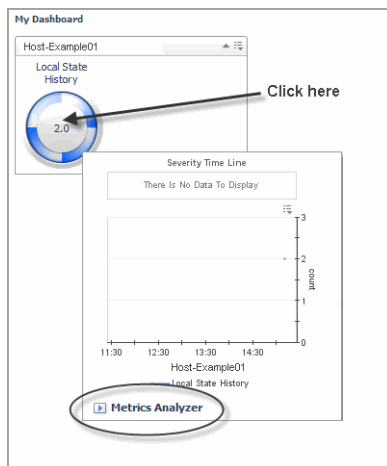 My Dashboard
Host-Example01
Local State
History
2.0
Click here
Severity Time Line
There Is No Data To Display
3
2
1
0
count
11:30 12:30 13:30 14:30
Host-Example01
Local State History
Metrics Analyzer